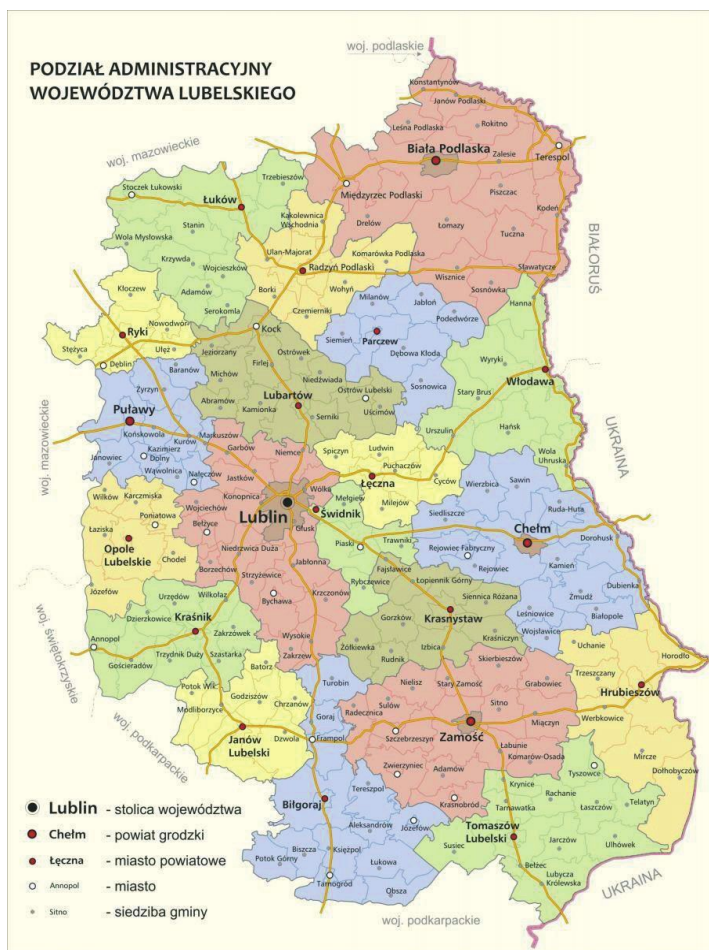 woj. podlaskie
PODZIAŁ ADMINISTRACYJNY
WOJEWÓDZTWA LUBELSKIEGO
Konstantynów
Janów Podlaski
Leśna Podlaska
Rokitno
woj. mazowieckie
Biała Podlaska
Zalesie
Terespol
Stoczek Łukowski
Trzebieszów
Międzyrzec Podlaski
Piszczac
Łuków
Kąkolewnica
Wschodnia
Drelów
Łomazy
Kodeń
Stanin
Tuczna
Wola Mysłowska
Ulan-Majorat
Komarówka Podlaska
BIAŁORUŚ
Krzywda
Wojcieszków
Radzyń Podlaski
Wisznice
Sławatycze
Adamów
Borki
Wohyń
Sosnówka
Kłoczew
Serokomla
Czemierniki
Milanów
Jabłoń
Hanna
Podedwórze
Ryki
Nowodwór
Kock
Siemień
Parczew
Stężyca
Ułęż
Jeziorzany
Ostrówek
Dębowa Kłoda
Wyryki
Dęblin
Baranów
Michów
Firlej
Niedźwiada
Włodawa
Żyrzyn
Ostrów Lubelski
Sosnowica
Stary Brus
Puławy
Abramów
Lubartów
Kamionka
Uścimów
Serniki
Końskowola
Markuszów
Urszulin
Hańsk
Kurów
Garbów
Niemce
Spiczyn
Ludwin
UKRAINA
woj. mazowieckie
Janowiec
Kazimierz
Dolny
Wąwolnica
Nałęczów
Jastków
Puchaczów
Wola
Uhruska
Wilków
Karczmiska
Konopnica
Wólka
Łęczna
Cyców
Wierzbica
Sawin
Poniatowa
Wojciechów
Lublin
Mełgiew
Milejów
Siedliszcze
Ruda-Huta
Łaziska
Bełżyce
Świdnik
Głusk
Chełm
Dorohusk
Opole
Lubelskie
Niedrzwica Duża
Piaski
Trawniki
Rejowiec Fabryczny
Chodel
Jabłonna
Fajsławice
Rejowiec
Kamień
Borzechów
Strzyżewice
Rybczewice
Łopiennik Górny
Dubienka
Józefów
Urzędów
Wilkołaz
Bychawa
Krzczonów
Siennica Różana
Żmudź
Dzierzkowice
Kraśnik
Krasnystaw
Leśniowice
Białopole
woj. świętokrzyskie
Annopol
Zakrzówek
Wysokie
Gorzków
Kraśniczyn
Wojsławice
Żółkiewka
Izbica
Uchanie
Gościeradów
Trzydnik Duży
Szastarka
Zakrzew
Rudnik
Skierbieszów
Horodło
Batorz
Turobin
Nielisz
Stary Zamość
Grabowiec
Trzeszczany
Potok Wlk.
Godziszów
Hrubieszów
Modliborzyce
Chrzanów
Goraj
Radecznica
Sułów
Sitno
woj. podkarpackie
Szczebrzeszyn
Miączyn
Werbkowice
Janów
Lubelski
Dzwola
Frampol
Zamość
Łabunie
Zwierzyniec
Komarów-Osada
Mircze
Adamów
Tyszowce
Dołhobyczów
Lublin - stolica województwa
Biłgoraj
Tereszpol
Krasnobród
Krynice
Rachanie
Tarnawatka
Łaszczów
Telatyn
Chełm - powiat grodzki
Aleksandrów
Józefów
Tomaszów
Lubelski
Łęczna - miasto powiatowe
Biszcza
Księżpol
Susiec
Jarczów
Ulhówek
Potok Górny
Łukowa
Bełżec
Annopol - miasto
Tarnogród
Obsza
Lubycza
Królewska
UKRAINA
Sitno - siedziba gminy
woj. podkarpackie